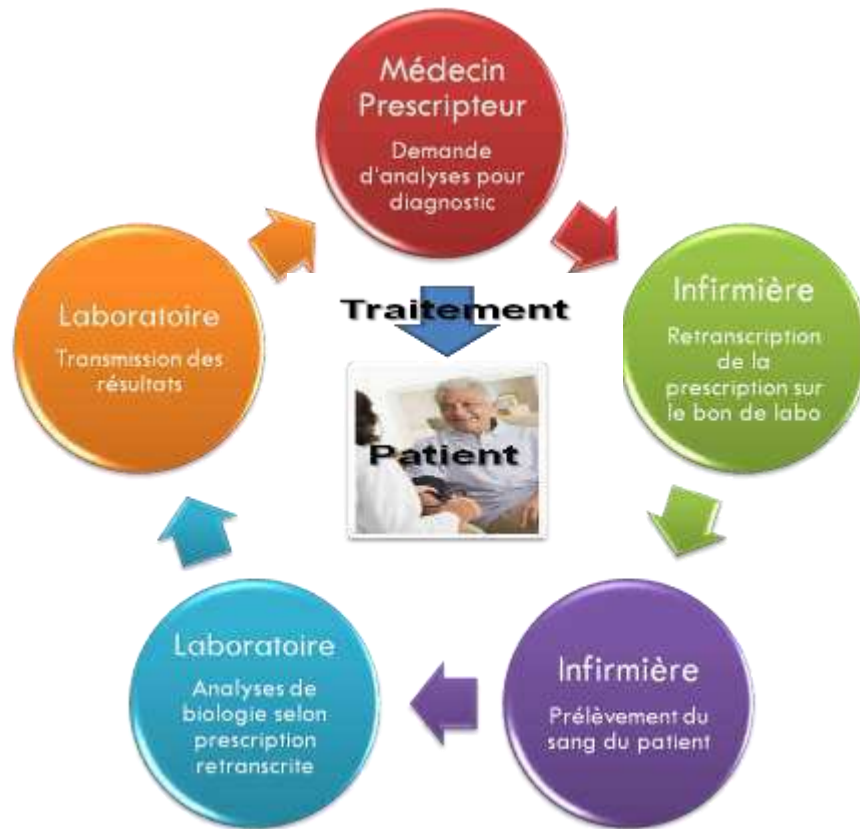 Médecin
Prescripteur
Demande
d'analyses pour
diagnostic
Infirmière
Retranscription
de la
prescription sur
le bon de labo
Infirmière
Prélèvement du
sang du patient
Laboratoire
Analyses de
biologie selon
prescription
retranscrite
Laboratoire
Transmission des
résultats
Traitement
Patient